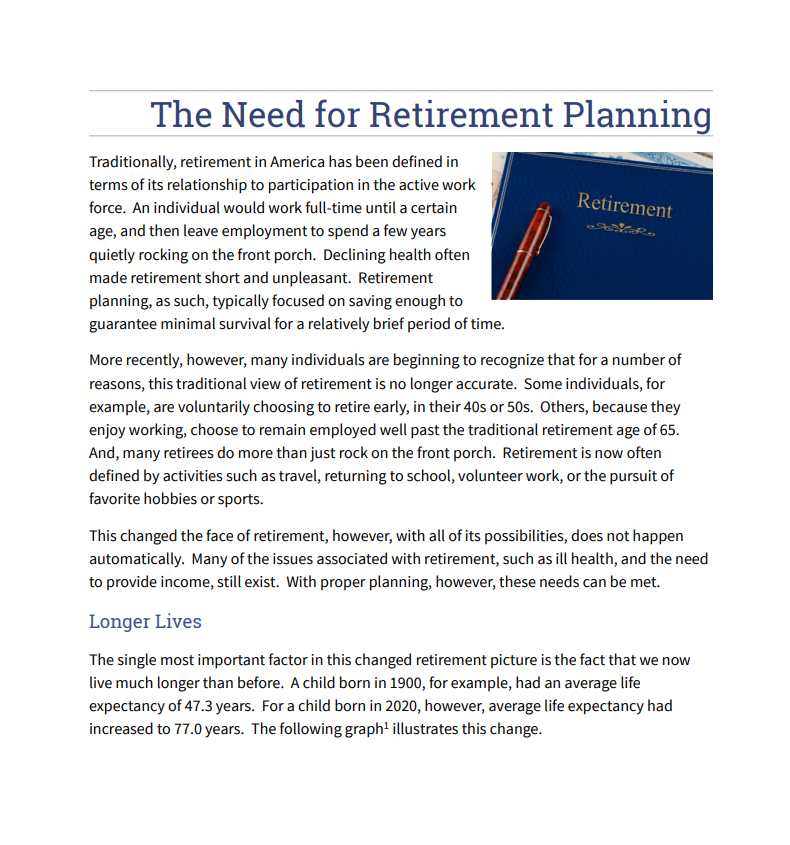 The Need for Retirement Planning
Traditionally, retirement in America has been defined in
terms of its relationship to participation in the active work
force.  An individual would work full-time until a certain
age, and then leave employment to spend a few years
quietly rocking on the front porch.  Declining health often
made retirement short and unpleasant.  Retirement
planning, as such, typically focused on saving enough to
guarantee minimal survival for a relatively brief period of time.
Retirement
More recently, however, many individuals are beginning to recognize that for a number of
reasons, this traditional view of retirement is no longer accurate.  Some individuals, for
example, are voluntarily choosing to retire early, in their 40s or 50s.  Others, because they
enjoy working, choose to remain employed well past the traditional retirement age of 65.
And, many retirees do more than just rock on the front porch.  Retirement is now often
defined by activities such as travel, returning to school, volunteer work, or the pursuit of
favorite hobbies or sports.
This changed the face of retirement, however, with all of its possibilities, does not happen
automatically.  Many of the issues associated with retirement, such as ill health, and the need
to provide income, still exist.  With proper planning, however, these needs can be met.
Longer Lives
The single most important factor in this changed retirement picture is the fact that we now
live much longer than before.  A child born in 1900, for example, had an average life
expectancy of 47.3 years.  For a child born in 2020, however, average life expectancy had
increased to 77.0 years.  The following graph¹ illustrates this change.